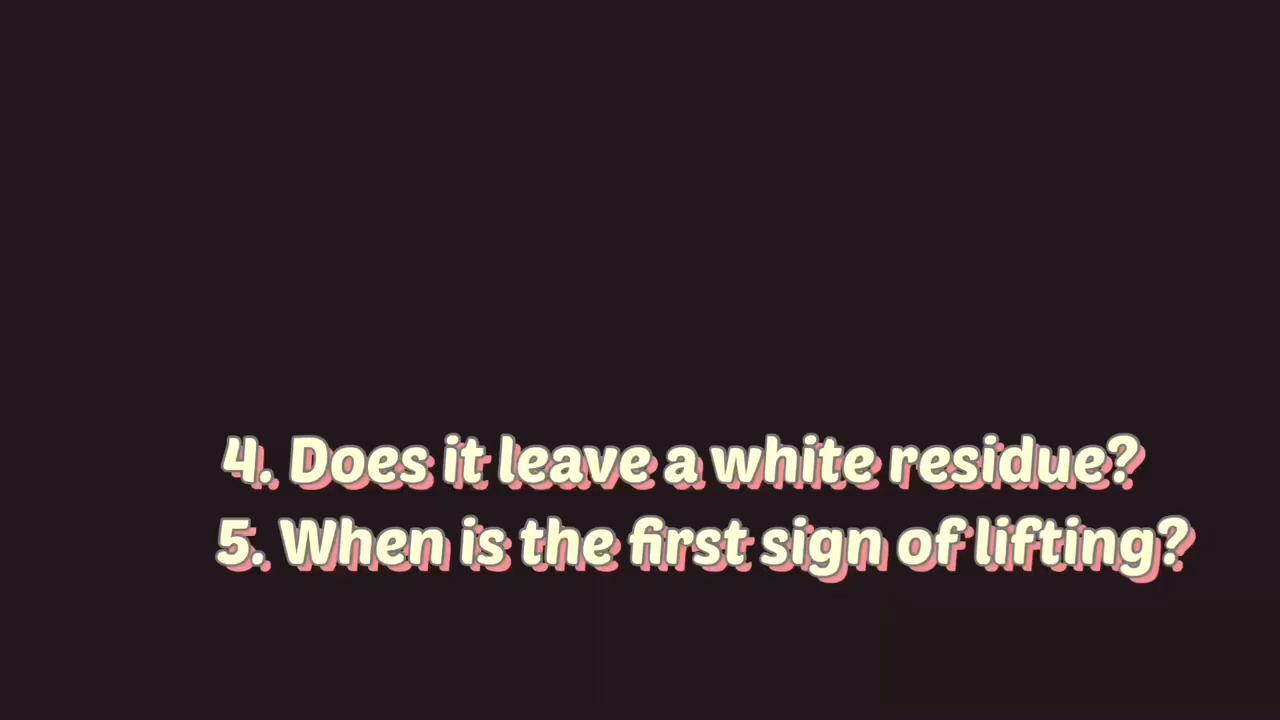 4. Does it leave a white residue?
5. When is the first sign of lifting?